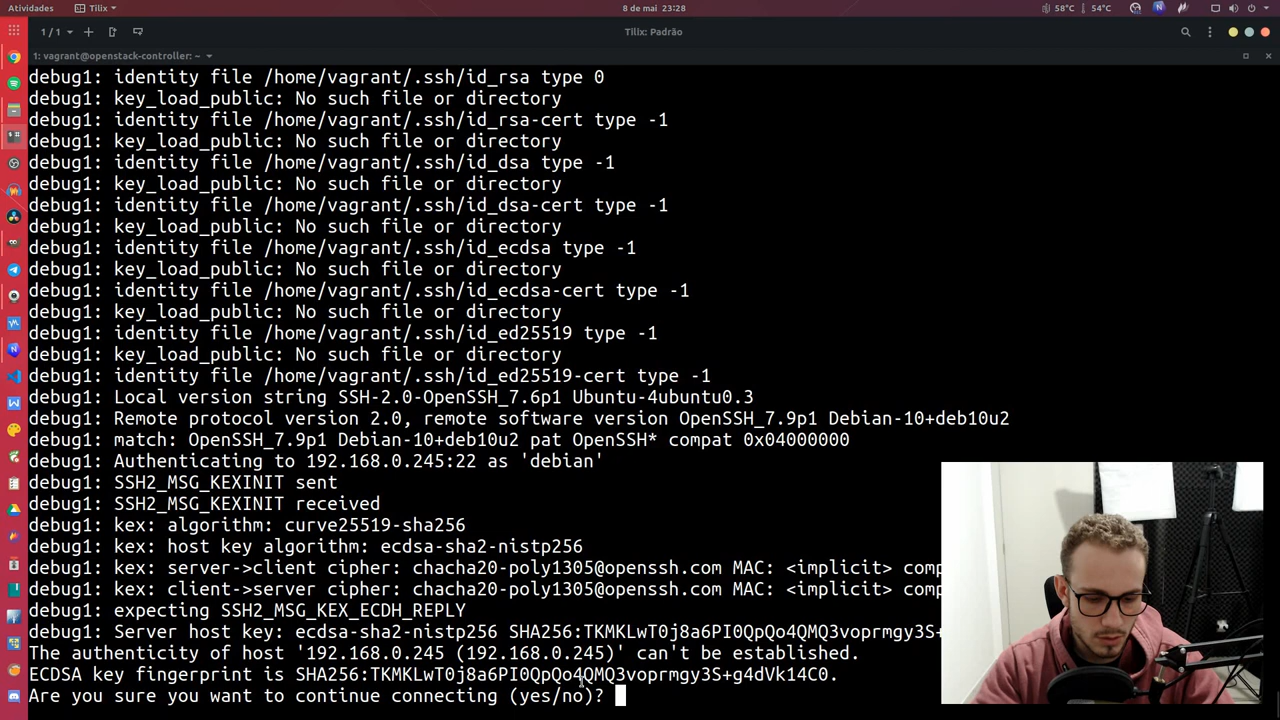 Atividades
Tilix
8 de mai 23:28
58°C
54°C
1 / 1
Tilix: Padrão
1: vagrant@openstack-controller: ~
debug1: identity file /home/vagrant/.ssh/id_rsa type 0
debug1: key_load_public: No such file or directory
debug1: identity file /home/vagrant/.ssh/id_rsa-cert type -1
debug1: key_load_public: No such file or directory
debug1: identity file /home/vagrant/.ssh/id_dsa type -1
debug1: key_load_public: No such file or directory
debug1: identity file /home/vagrant/.ssh/id_dsa-cert type -1
debug1: key_load_public: No such file or directory
debug1: identity file /home/vagrant/.ssh/id_ecdsa type -1
debug1: key_load_public: No such file or directory
debug1: identity file /home/vagrant/.ssh/id_ecdsa-cert type -1
debug1: key_load_public: No such file or directory
debug1: identity file /home/vagrant/.ssh/id_ed25519 type -1
debug1: key_load_public: No such file or directory
debug1: identity file /home/vagrant/.ssh/id_ed25519-cert type -1
debug1: Local version string SSH-2.0-OpenSSH_7.6p1 Ubuntu-4ubuntu0.3
debug1: Remote protocol version 2.0, remote software version OpenSSH_7.9p1 Debian-10+deb10u2
debug1: match: OpenSSH_7.9p1 Debian-10+deb10u2 pat OpenSSH* compat 0x04000000
debug1: Authenticating to 192.168.0.245:22 as 'debian'
debug1: SSH2_MSG_KEXINIT sent
debug1: SSH2_MSG_KEXINIT received
debug1: kex: algorithm: curve25519-sha256
debug1: kex: host key algorithm: ecdsa-sha2-nistp256
debug1: kex: server->client cipher: chacha20-poly1305@openssh.com MAC: <implicit> comp
debug1: kex: client->server cipher: chacha20-poly1305@openssh.com MAC: <implicit> comp
debug1: expecting SSH2_MSG_KEX_ECDH_REPLY
debug1: Server host key: ecdsa-sha2-nistp256 SHA256:TKMKLwT0j8a6PI0QpQo4QMQ3voprmgy3S+
The authenticity of host '192.168.0.245 (192.168.0.245)' can't be established.
ECDSA key fingerprint is SHA256:TKMKLwT0j8a6PI0QpQo4QMQ3voprmgy3S+g4dVk14C0.
Are you sure you want to continue connecting (yes/no)?